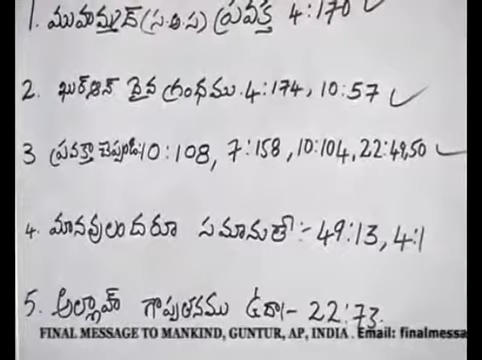 1. ముహమ్మద్ (స.అ.స) ప్రవక్త 4:170
2. ఖుర్ఆన్ దైవ గ్రంథము. 4:174, 10:57
3 ప్రవక్తా చెప్పండి: 10:108, 7:158, 10:104, 22:49,50
4. మానవులందరూ సమానులే :- 49:13, 4:1
5. అల్లాహ్ గొప్పతనము ఉదా:- 22:73.
FINAL MESSAGE TO MANKIND, GUNTUR, AP, INDIA . Email: finalmessa